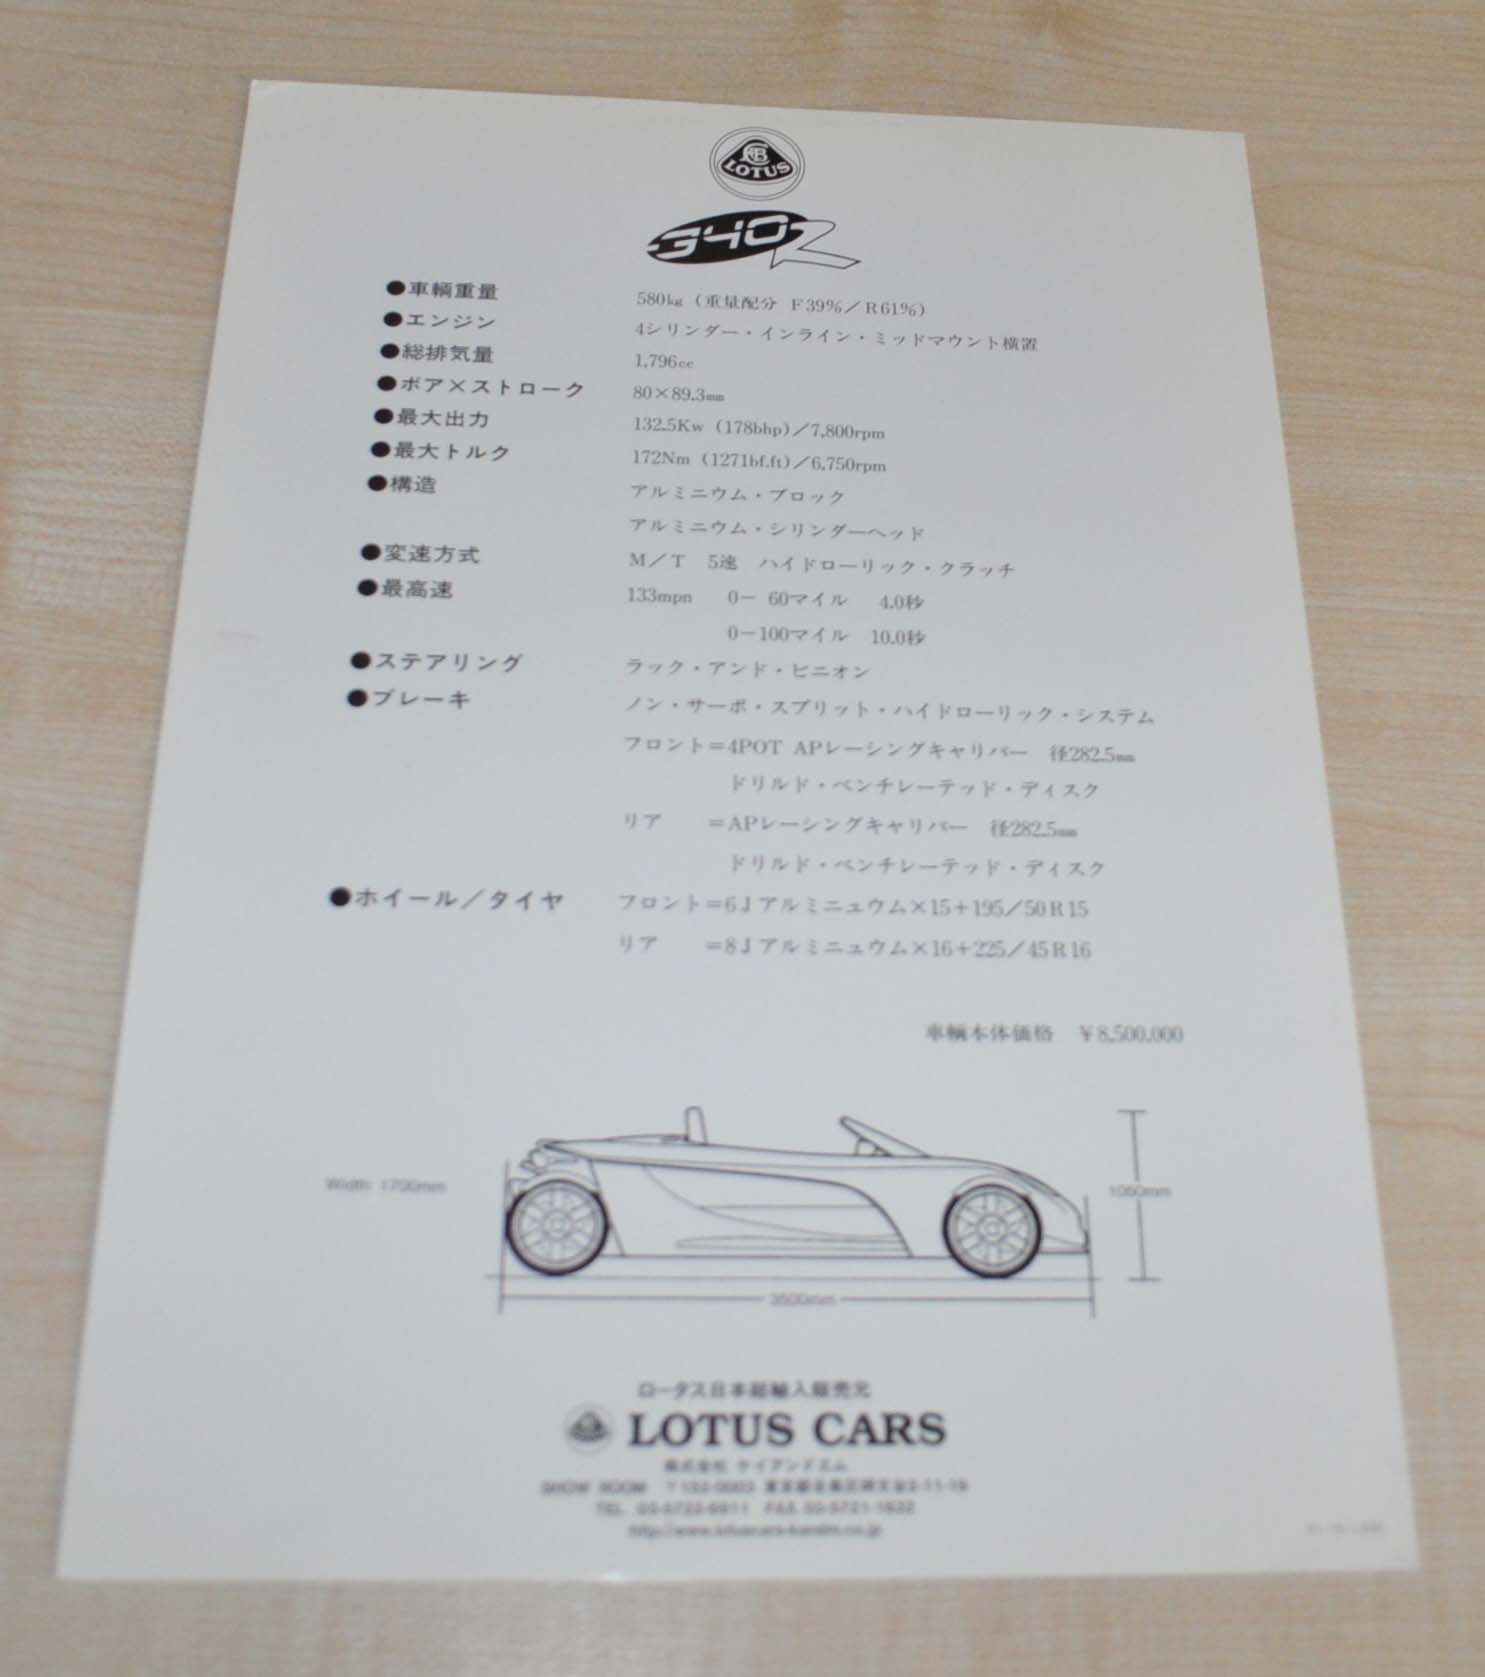 LOTUS
340R
●車輌重量 580kg（重量配分 F39%／R61%）
●エンジン 4シリンダー・インライン・ミッドマウント横置
●総排気量 1,796cc
●ボア×ストローク 80×89.3mm
●最大出力 132.5Kw（178bhp）／7,800rpm
●最大トルク 172Nm（1271bf.ft）／6,750rpm
●構造 アルミニウム・ブロック
アルミニウム・シリンダーヘッド
●変速方式 M／T 5速 ハイドローリック・クラッチ
●最高速 133mpn 0－ 60マイル 4.0秒
0－100マイル 10.0秒
●ステアリング ラック・アンド・ピニオン
●ブレーキ ノン・サーボ・スプリット・ハイドローリック・システム
フロント＝4POT APレーシングキャリパー 径282.5mm
ドリルド・ベンチレーテッド・ディスク
リア ＝APレーシングキャリパー 径282.5mm
ドリルド・ベンチレーテッド・ディスク
●ホイール／タイヤ フロント＝6Jアルミニュウム×15＋195／50R15
リア ＝8Jアルミニュウム×16＋225／45R16
車輌本体価格 ￥8,500,000
Width 1700mm
1050mm
3600mm
ロータス日本総輸入販売元
LOTUS CARS
株式会社 ケイアンドエム
SHOW ROOM
TEL. FAX.